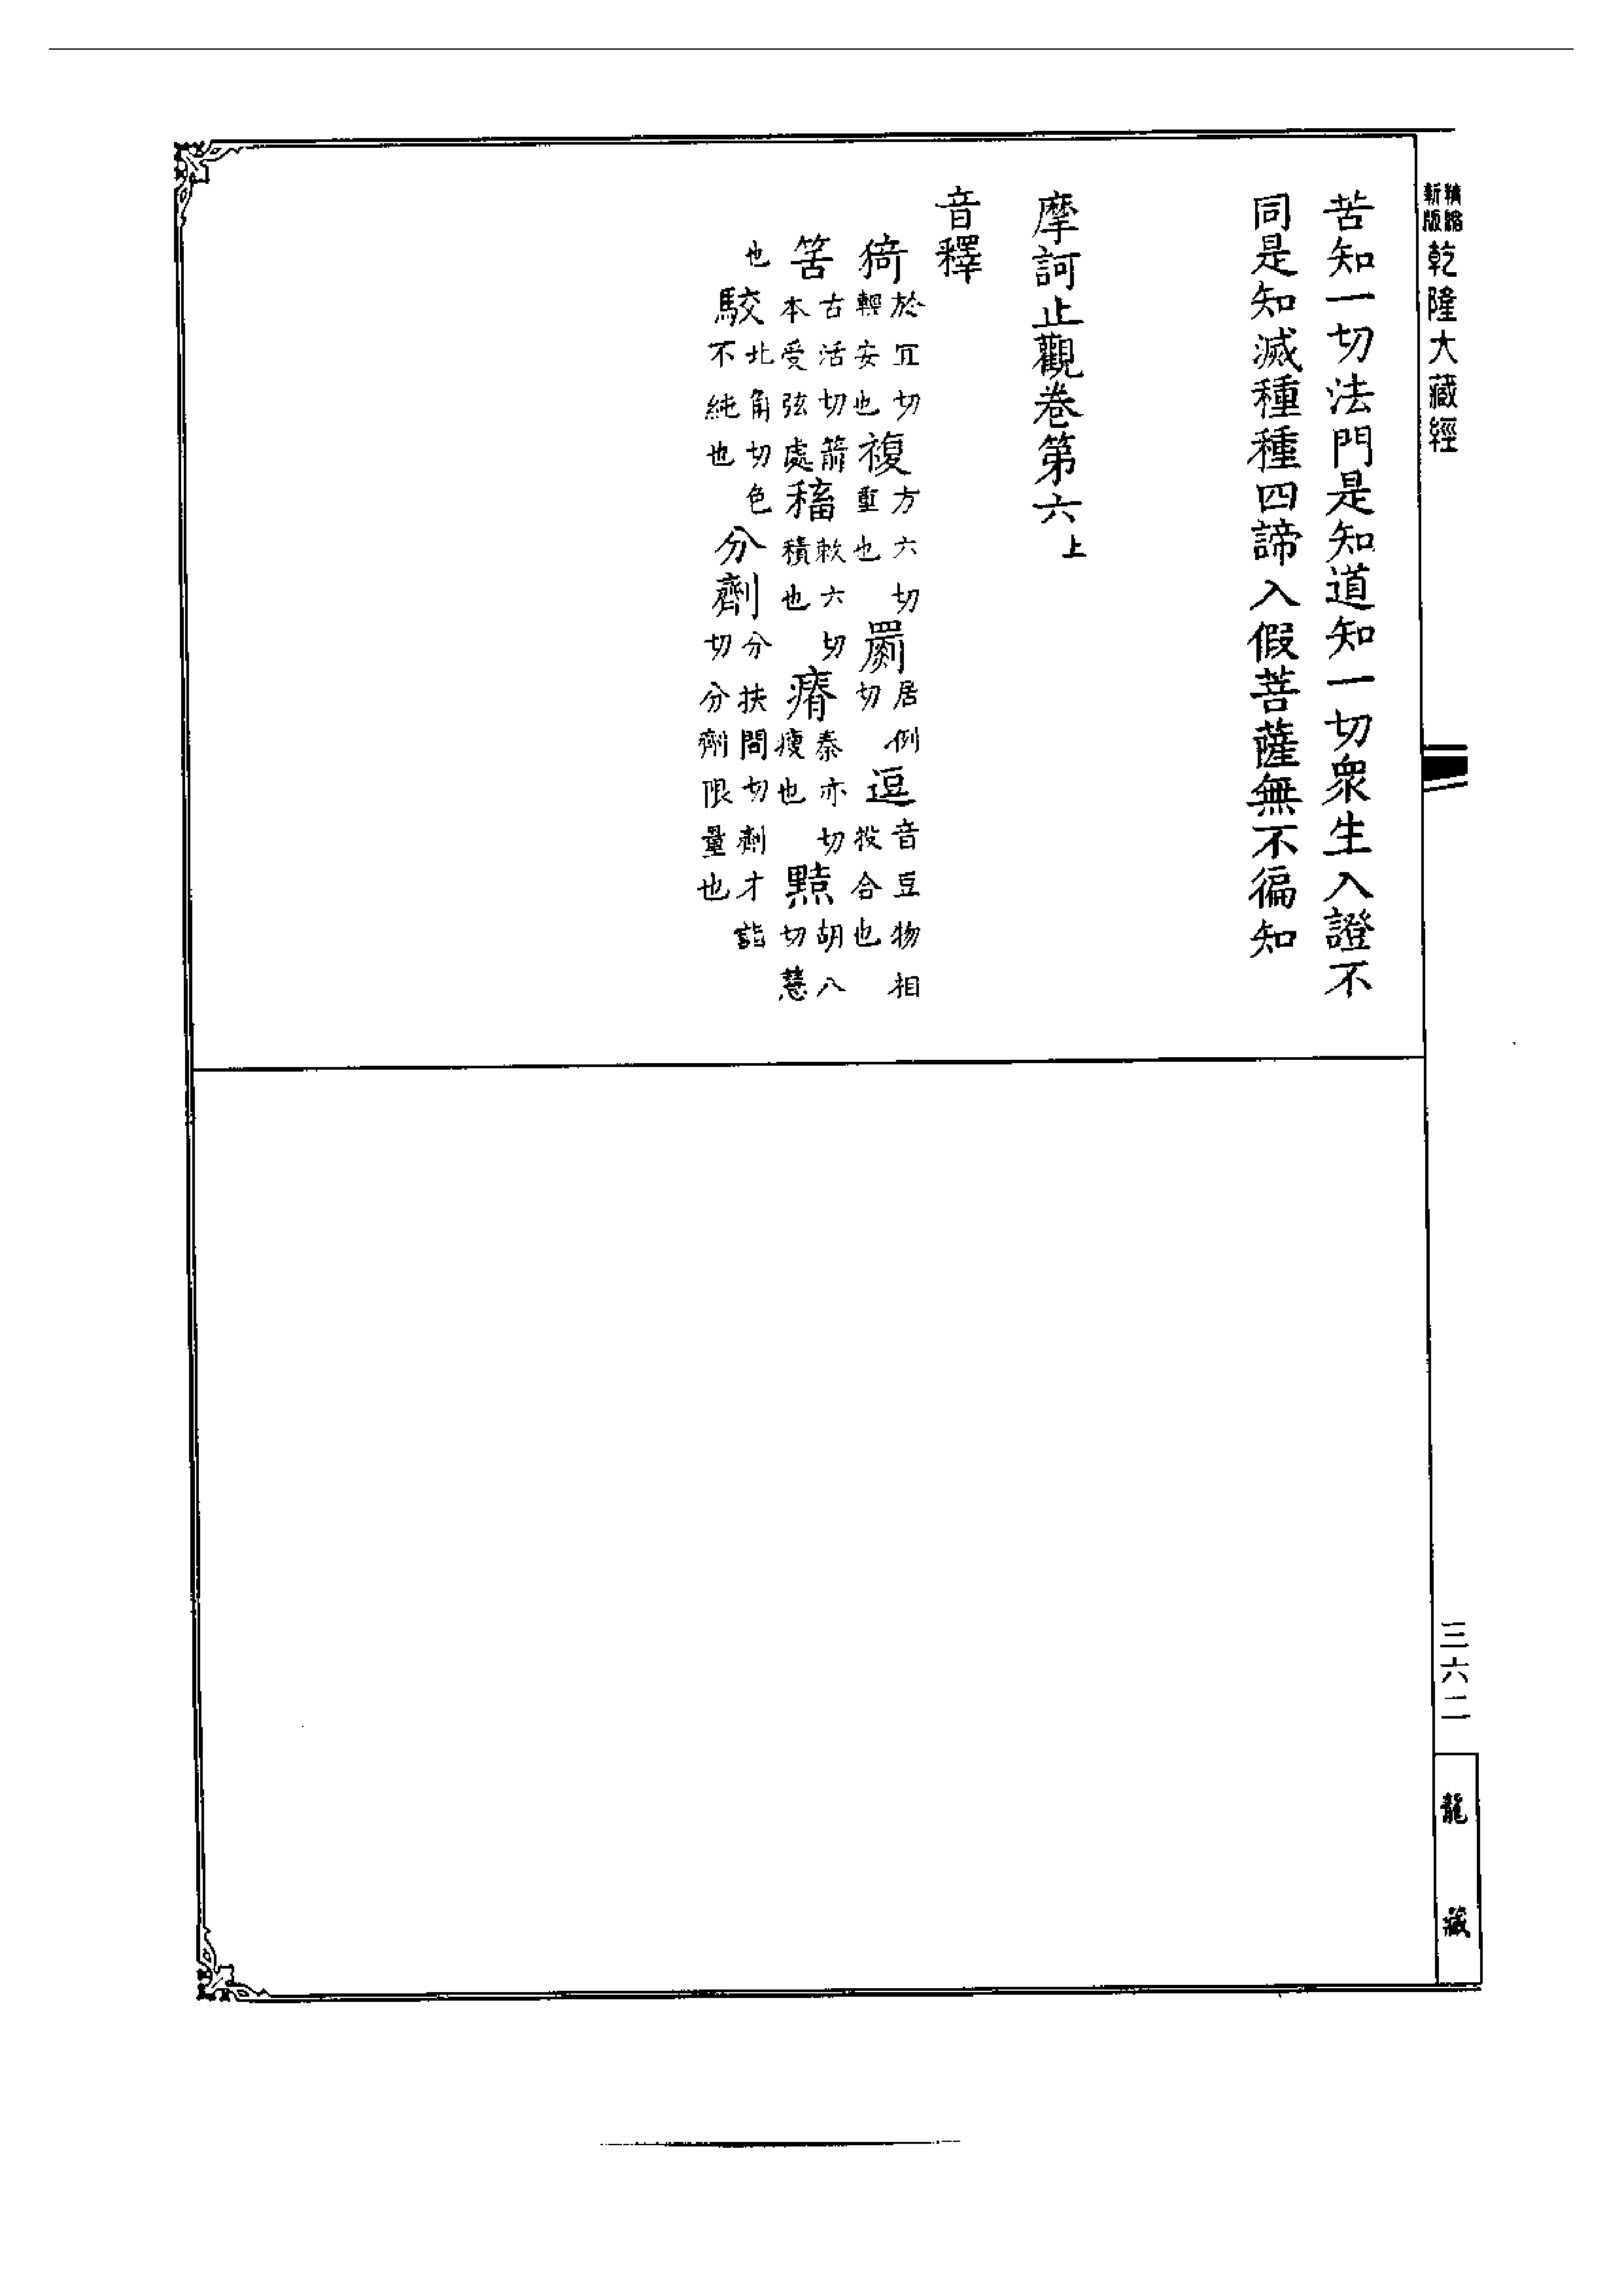 精縮新版 乾隆大藏經
苦知一切法門是知道知一切衆生入證不
同是知滅種種四諦入假菩薩無不徧知
摩訶止觀卷第六上
音釋
猗於宜切輕安也 複方六切重也 罽居例切 逗音豆物相投合也
筈古活切箭本受弦處 稸敕六切積也 瘠秦亦切瘦也 黠胡八切慧
也 駮北角切色不純也 分劑分扶問切劑才詣切分劑限量也
三六二
龍藏